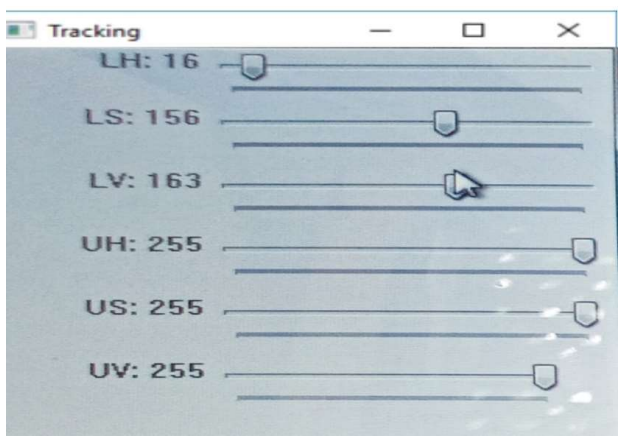 Tracking
LH: 16
LS: 156
LV: 163
UH: 255
US: 255
UV: 255